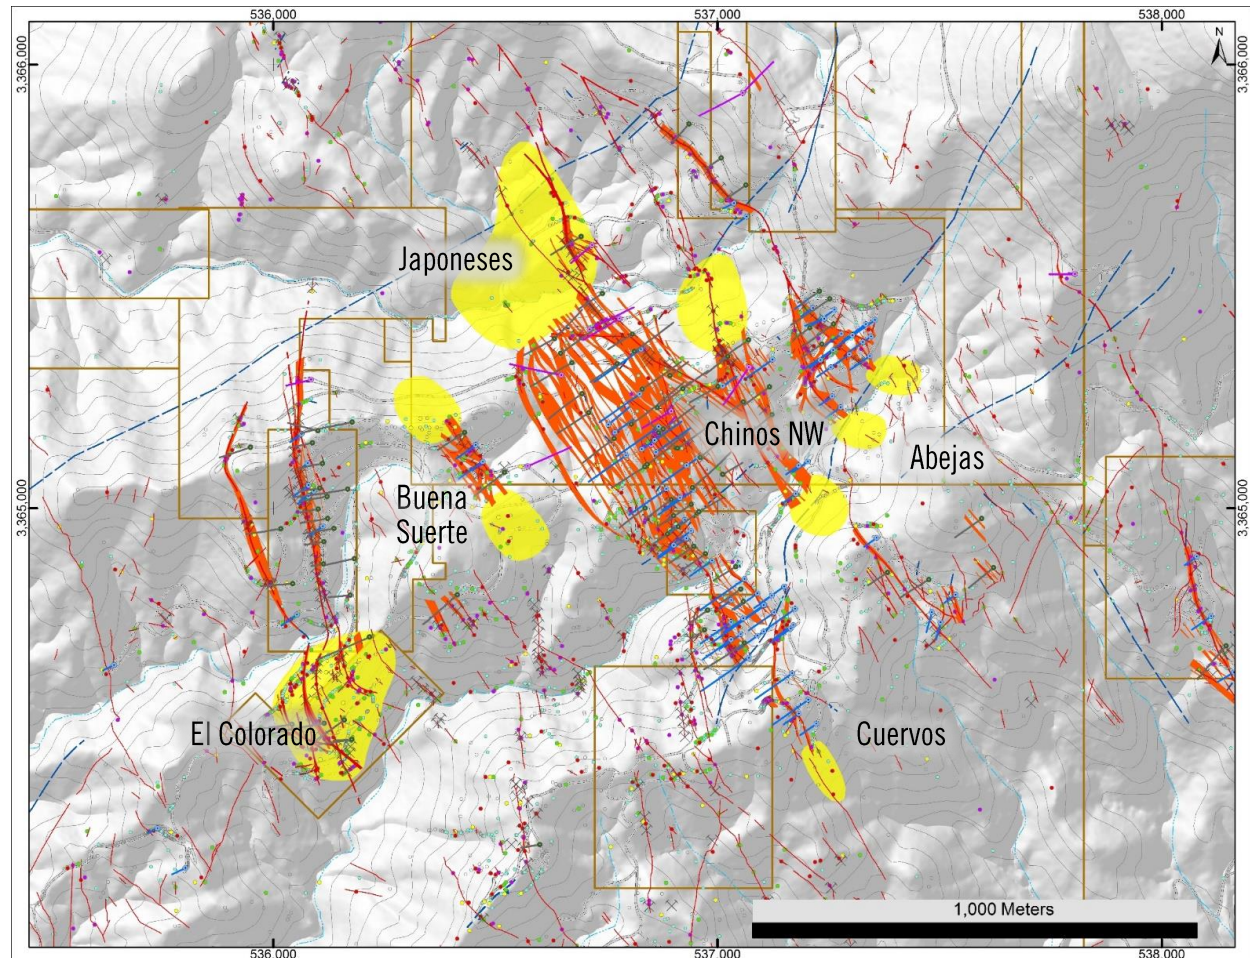 536,000
537,000
538,000
N
3,366,000
3,366,000
Japoneses
Chinos NW
Abejas
Buena
Suerte
3,365,000
3,365,000
El Colorado
Cuervos
1,000 Meters
536,000
537,000
538,000